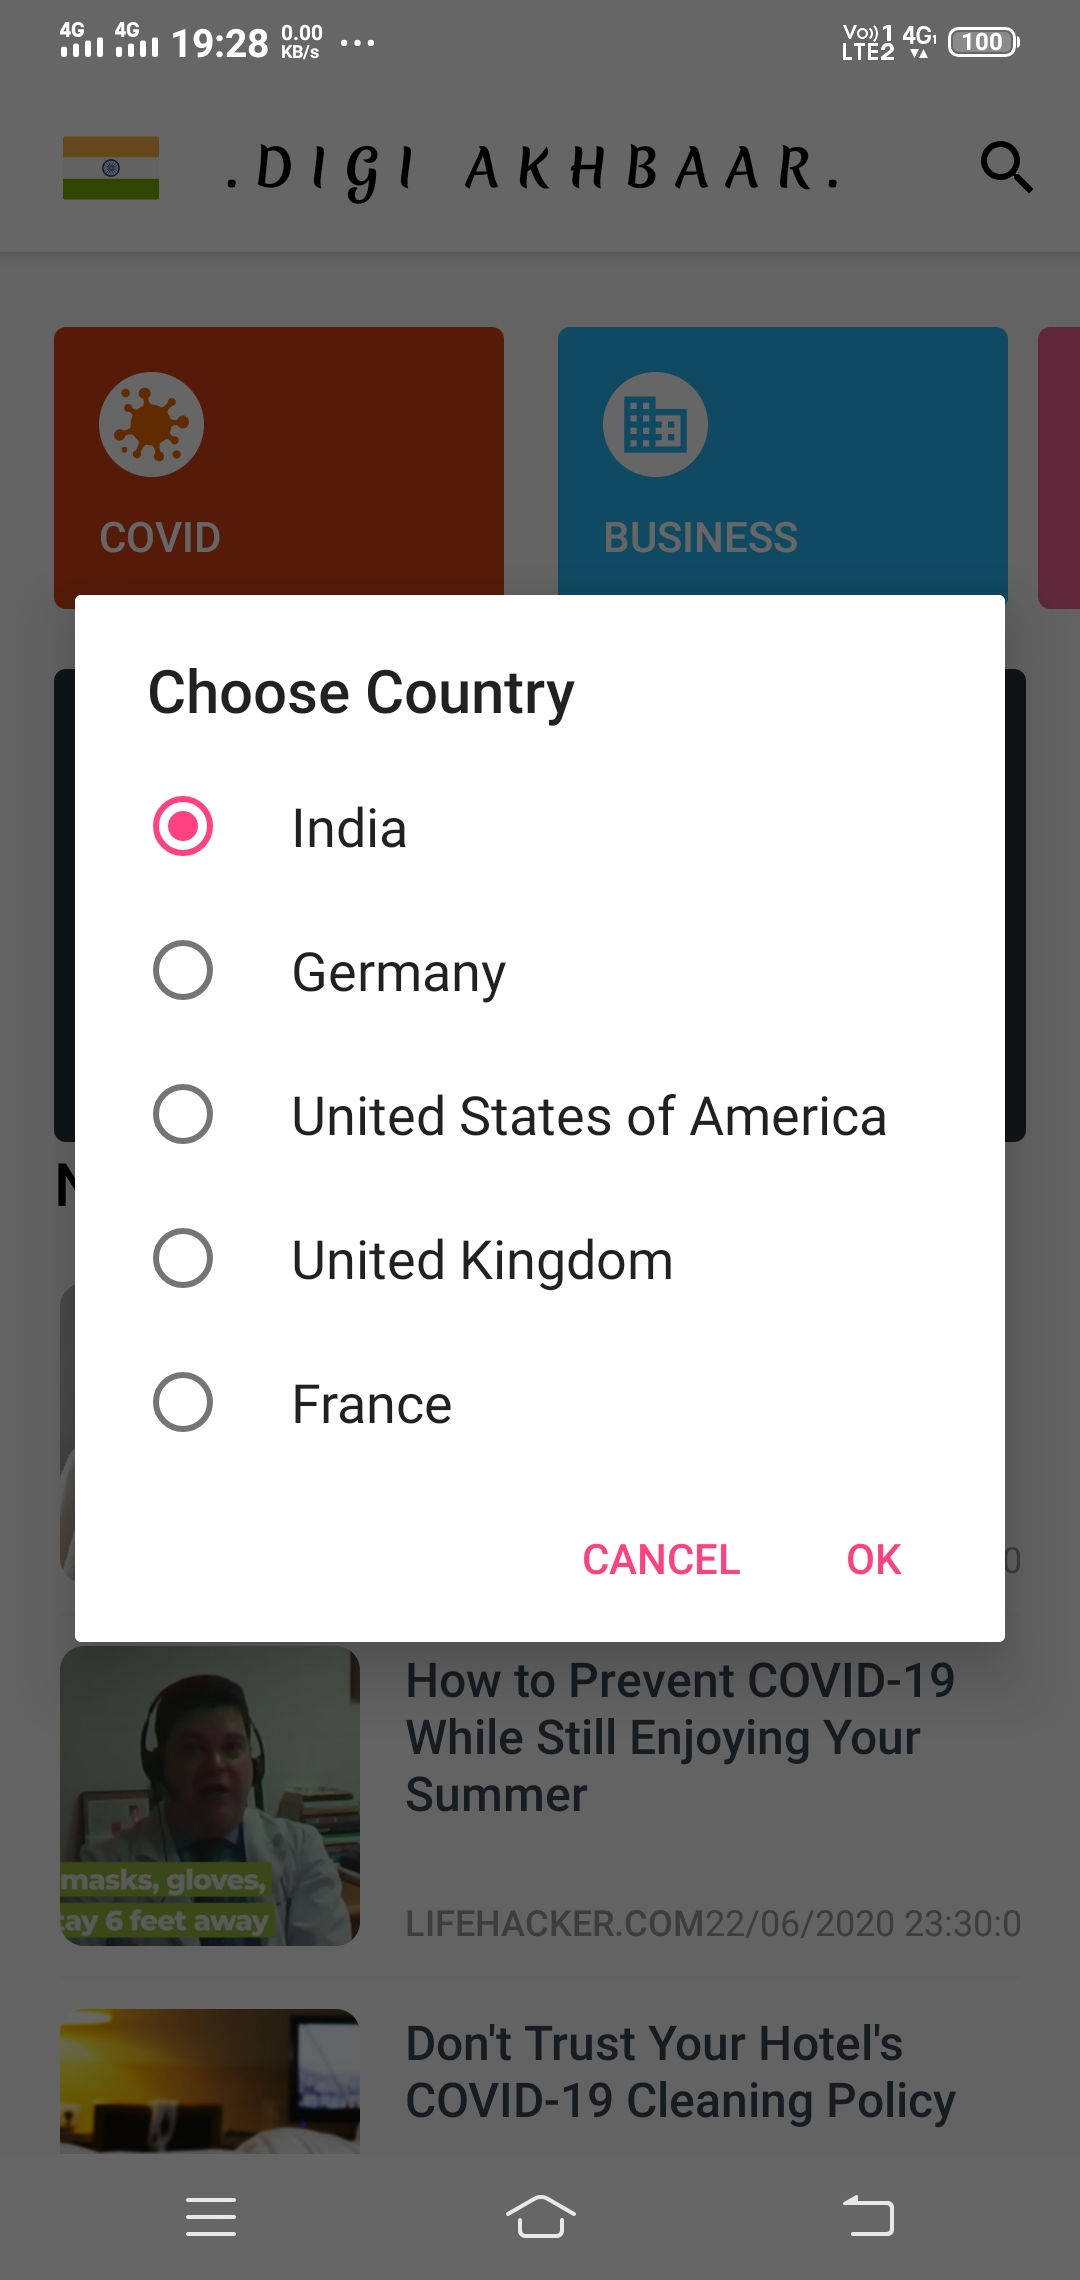 4G 4G 19:28 0.00 KB/s ... Vo)) 1 LTE2 4G1 100
.DIGI AKHBAAR.
COVID
BUSINESS
Choose Country
India
Germany
United States of America
United Kingdom
France
CANCEL OK
How to Prevent COVID-19
While Still Enjoying Your
Summer
masks, gloves,
ay 6 feet away
LIFEHACKER.COM22/06/2020 23:30:0
Don't Trust Your Hotel's
COVID-19 Cleaning Policy